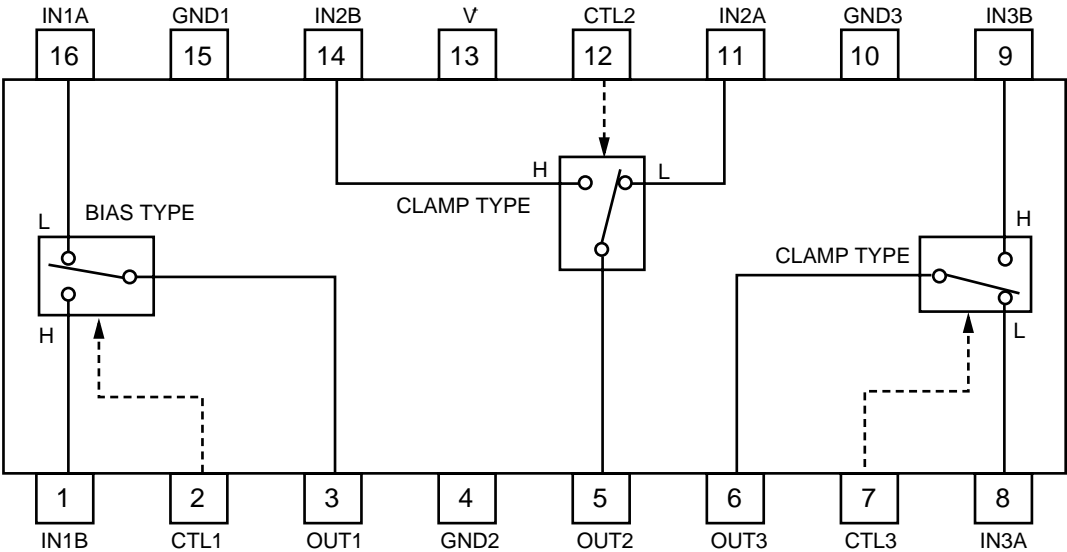 IN1A GND1 IN2B V+ CTL2 IN2A GND3 IN3B
16 15 14 13 12 11 10 9
H L
CLAMP TYPE
L BIAS TYPE H
CLAMP TYPE
H L
1 2 3 4 5 6 7 8
IN1B CTL1 OUT1 GND2 OUT2 OUT3 CTL3 IN3A